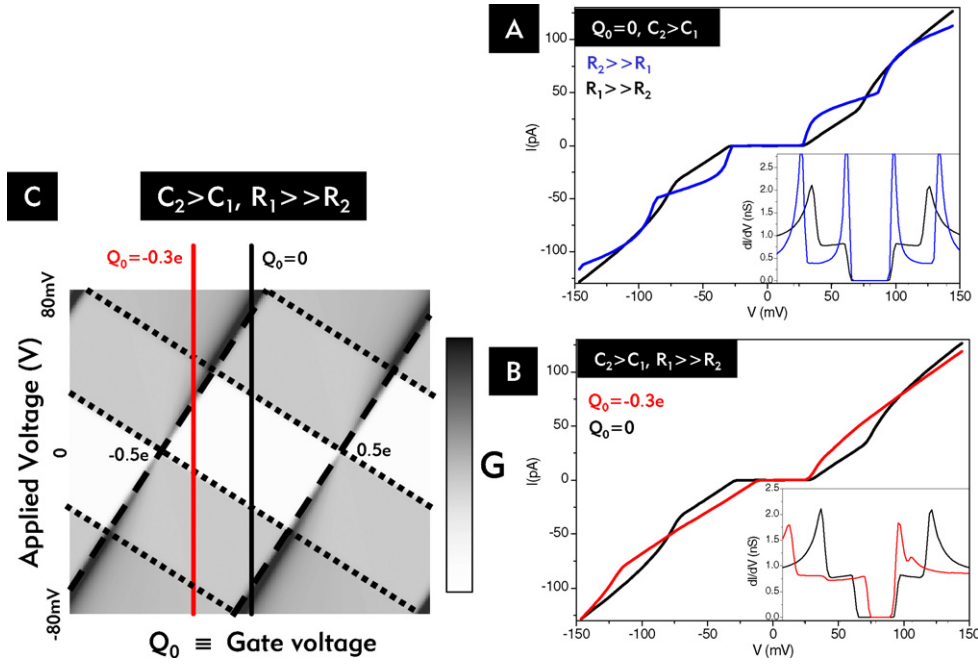 A
Q₀=0, C₂>C₁
R₂>>R₁
R₁>>R₂
100
50
0
-50
-100
I(pA)
-150
-100
-50
0
50
100
150
V (mV)
2.5
2.0
1.5
1.0
0.5
0.0
dI/dV (nS)
C
C₂>C₁, R₁>>R₂
Q₀=-0.3e
Q₀=0
80mV
0
-80mV
Applied Voltage (V)
-0.5e
0.5e
Q₀ ≡ Gate voltage
G
B
C₂>C₁, R₁>>R₂
Q₀=-0.3e
Q₀=0
100
50
0
-50
-100
I(pA)
-150
-100
-50
0
50
100
150
V (mV)
2.5
2.0
1.5
1.0
0.5
0.0
dI/dV (nS)